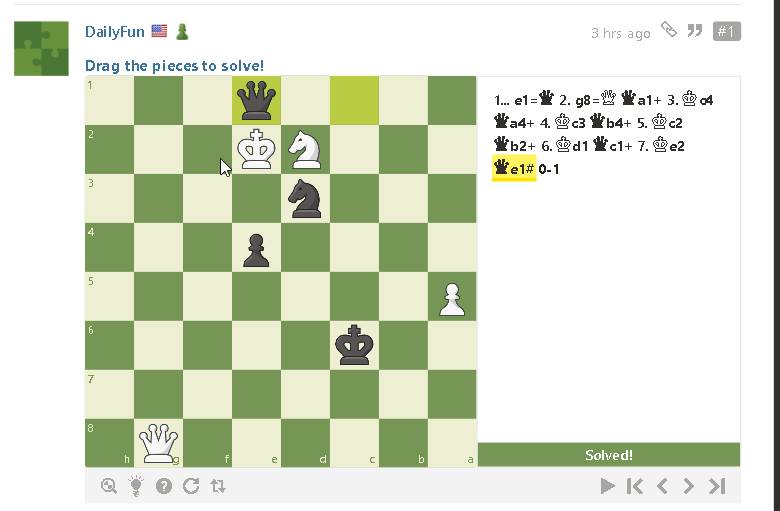 DailyFun
3 hrs ago #1
Drag the pieces to solve!
1
2
3
4
5
6
7
8
h g f e d c b a
1... e1=♛ 2. g8=♕ ♛a1+ 3. ♔c4
♛a4+ 4. ♔c3 ♛b4+ 5. ♔c2
♛b2+ 6. ♔d1 ♛c1+ 7. ♔e2
♛e1# 0-1
Solved!